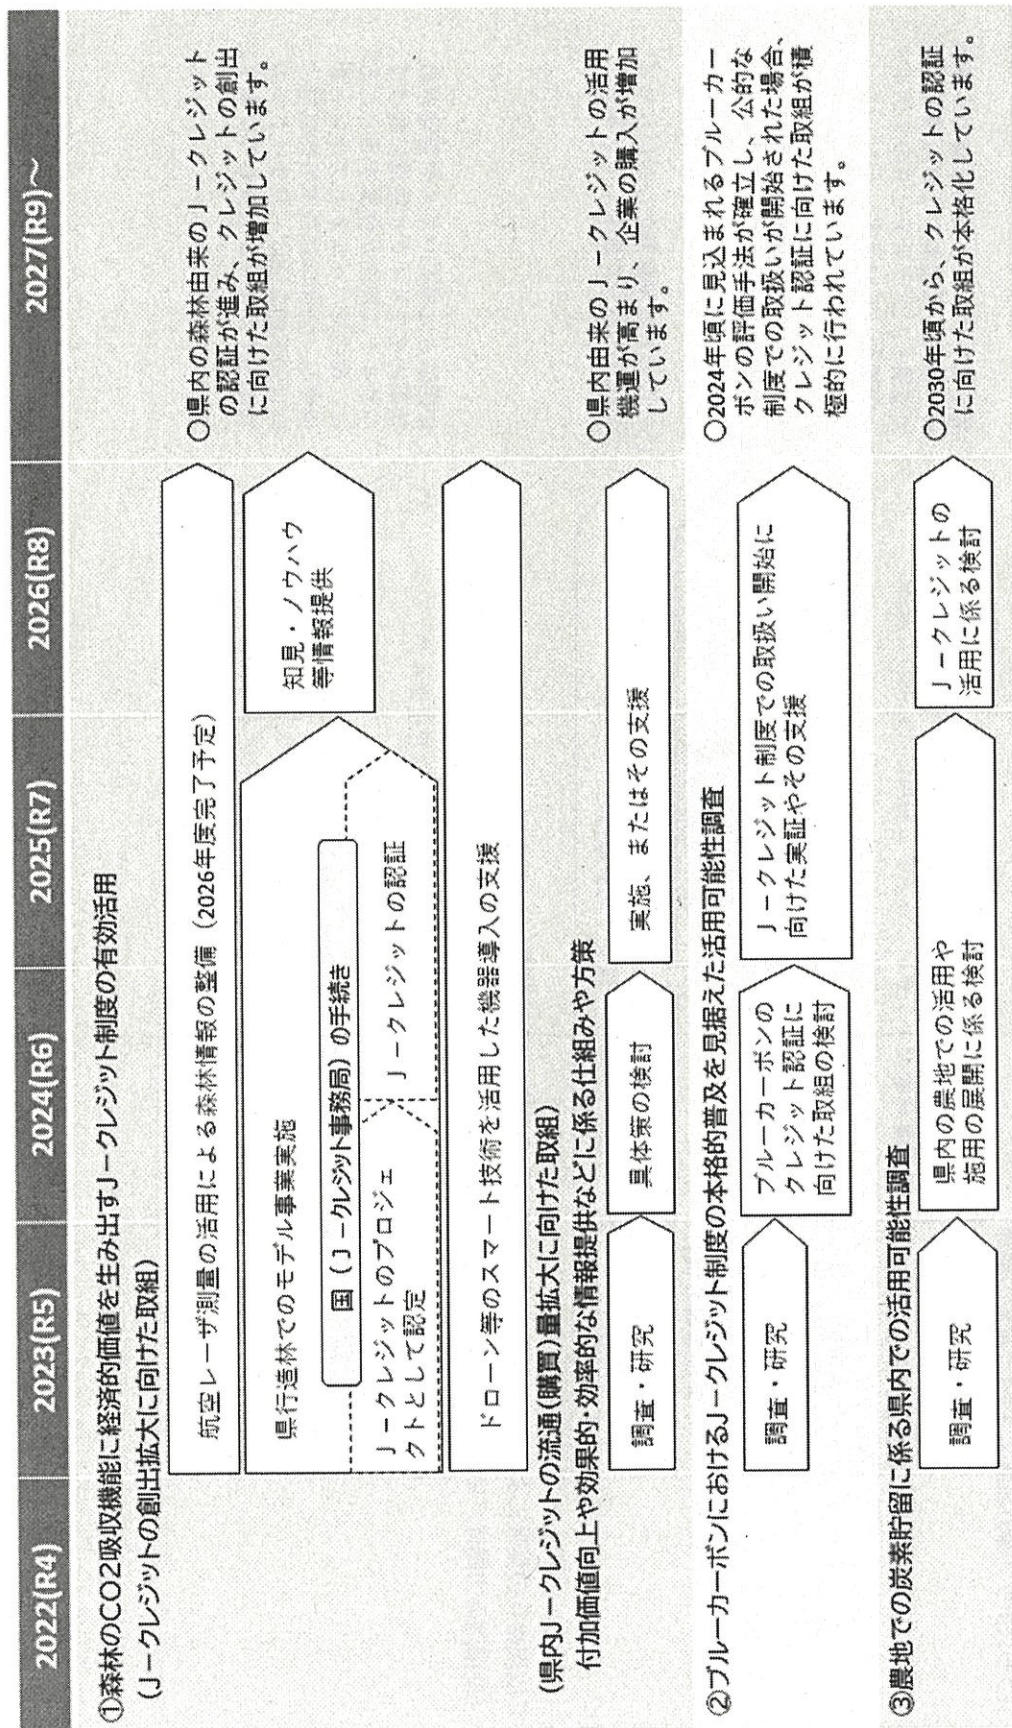 2022(R4)
2023(R5)
2024(R6)
2025(R7)
2026(R8)
2027(R9)～
①森林のCO2吸収機能に経済的価値を生み出すJークレジット制度の有効活用
(Jークレジットの創出拡大に向けた取組)
航空レーザ測量の活用による森林情報の整備（2026年度完了予定）
県行造林でのモデル事業実施
国（Jークレジット事務局）の手続き
Jークレジットのプロジェ
クトとして認定
Jークレジットの認証
知見・ノウハウ
等情報提供
ドローン等のスマート技術を活用した機器導入の支援
○県内の森林由来のJークレジット
の認証が進み、クレジットの創出
に向けた取組が増加しています。
(県内Jークレジットの流通(購買)量拡大に向けた取組)
付加価値向上や効果的・効率的な情報提供などに係る仕組みや方策
調査・研究
具体策の検討
実施、またはその支援
○県内由来のJークレジットの活用
機運が高まり、企業の購入が増加
しています。
②ブルーカーボンにおけるJークレジット制度の本格的普及を見据えた活用可能性調査
調査・研究
ブルーカーボンの
クレジット認証に
向けた取組の検討
Jークレジット制度での取扱い開始に
向けた実証やその支援
○2024年頃に見込まれるブルーカー
ボンの評価手法が確立し、公的な
制度での取扱いが開始された場合、
クレジット認証に向けた取組が積
極的に行われています。
③農地での炭素貯留に係る県内での活用可能性調査
調査・研究
県内の農地での活用や
施用の展開に係る検討
Jークレジットの
活用に係る検討
○2030年頃から、クレジットの認証
に向けた取組が本格化しています。